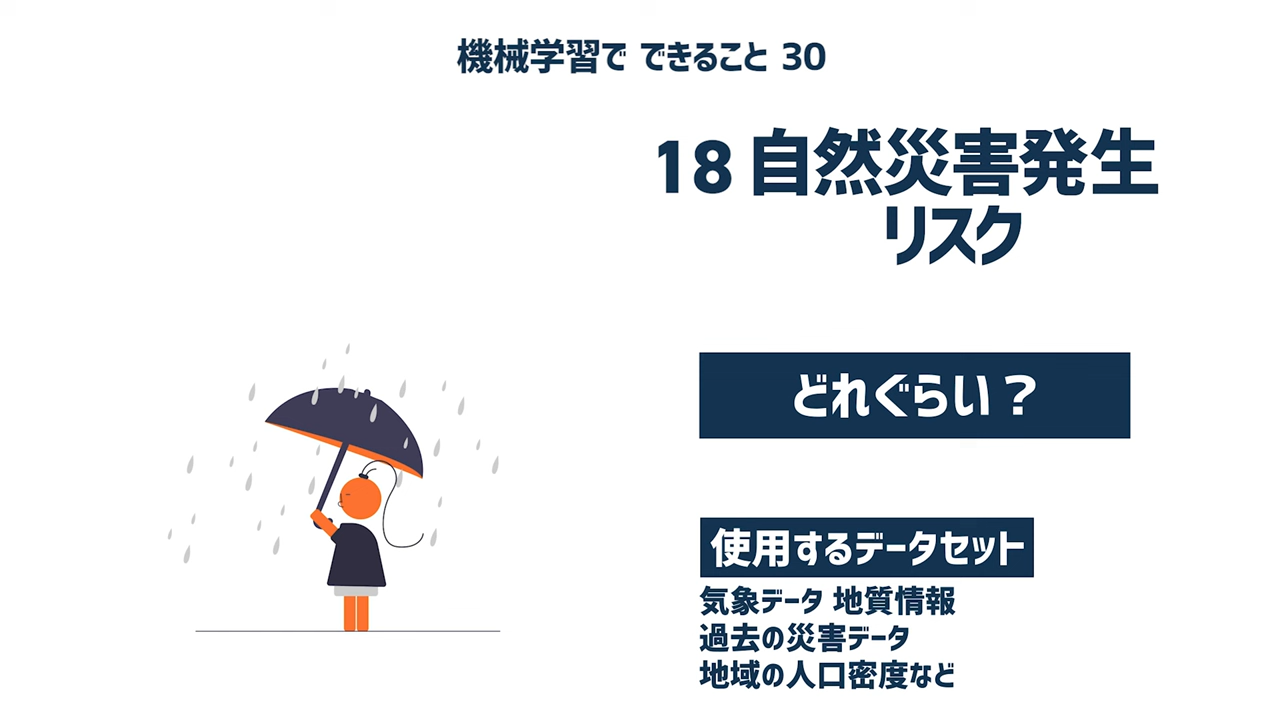 機械学習で できること 30
18 自然災害発生
リスク
どれぐらい？
使用するデータセット
気象データ 地質情報
過去の災害データ
地域の人口密度など